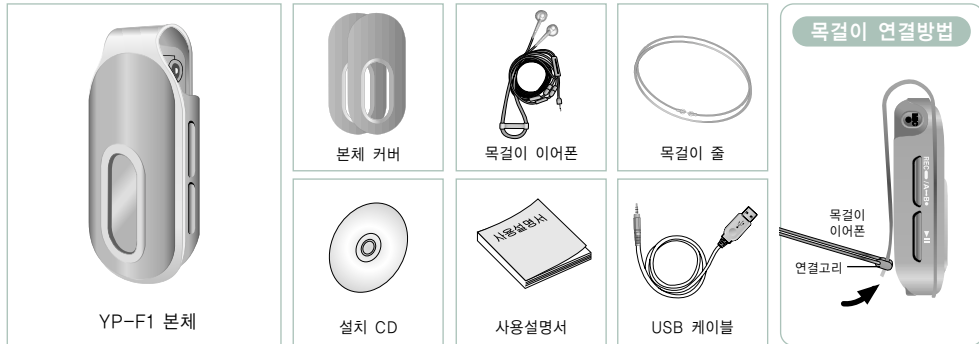 YP-F1 본체
본체 커버
목걸이 이어폰
목걸이 줄
설치 CD
사용설명서
사용설명서
USB 케이블
목걸이 연결방법
REC ● / A↔B
▶II
목걸이
이어폰
연결고리